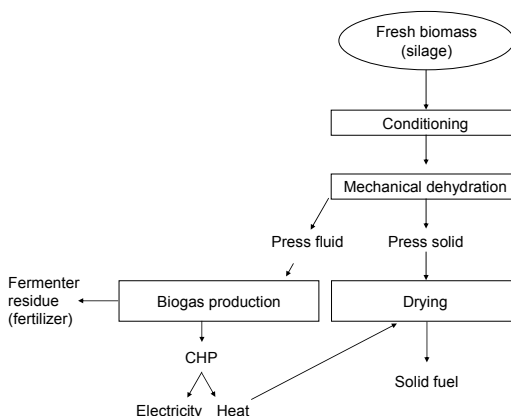 Fresh biomass
(silage)
Conditioning
Mechanical dehydration
Press fluid
Press solid
Fermenter
residue
(fertilizer)
Biogas production
Drying
CHP
Solid fuel
Electricity
Heat